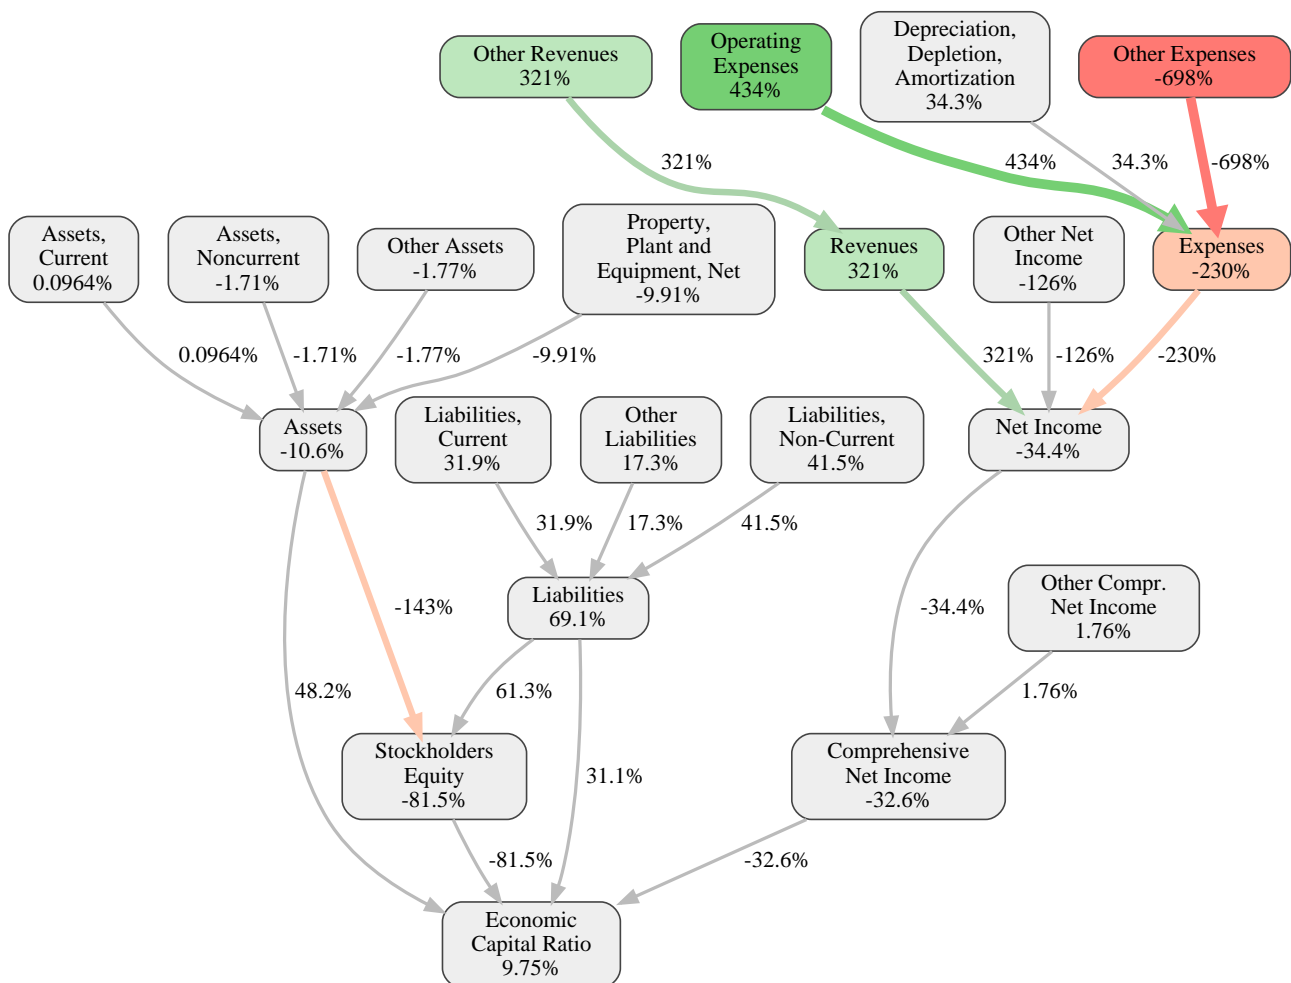 Other Revenues
321%
Operating
Expenses
434%
Depreciation,
Depletion,
Amortization
34.3%
Other Expenses
-698%
321%
434%
34.3%
-698%
Assets,
Current
0.0964%
Assets,
Noncurrent
-1.71%
Other Assets
-1.77%
Property,
Plant and
Equipment, Net
-9.91%
Revenues
321%
Other Net
Income
-126%
Expenses
-230%
0.0964%
-1.71%
-1.77%
-9.91%
321%
-126%
-230%
Assets
-10.6%
Liabilities,
Current
31.9%
Other
Liabilities
17.3%
Liabilities,
Non-Current
41.5%
Net Income
-34.4%
31.9%
17.3%
41.5%
-143%
Liabilities
69.1%
-34.4%
Other Compr.
Net Income
1.76%
48.2%
61.3%
31.1%
1.76%
Stockholders
Equity
-81.5%
Comprehensive
Net Income
-32.6%
-81.5%
-32.6%
Economic
Capital Ratio
9.75%